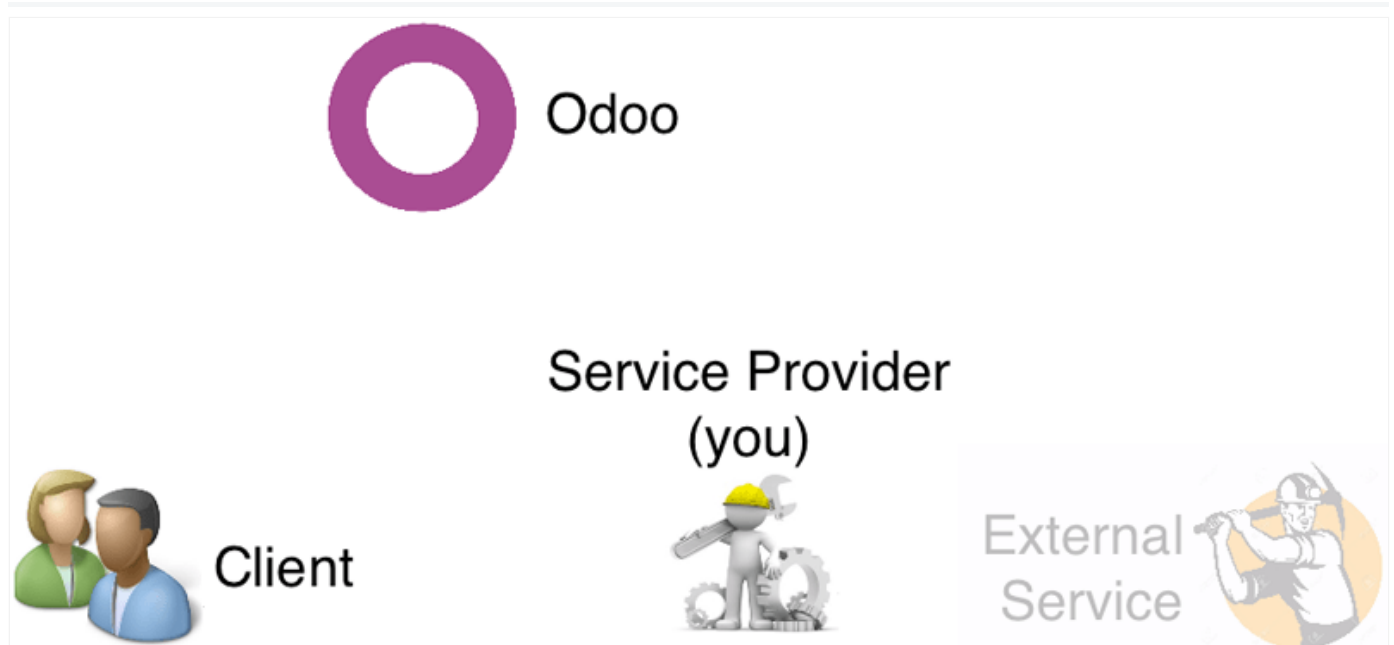 Odoo
Service Provider
(you)
Client
External
Service